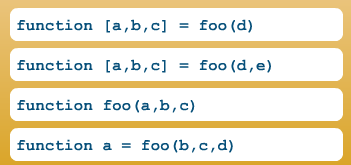 function [a,b,c] = foo(d)
function [a,b,c] = foo(d,e)
function foo(a,b,c)
function a = foo(b,c,d)